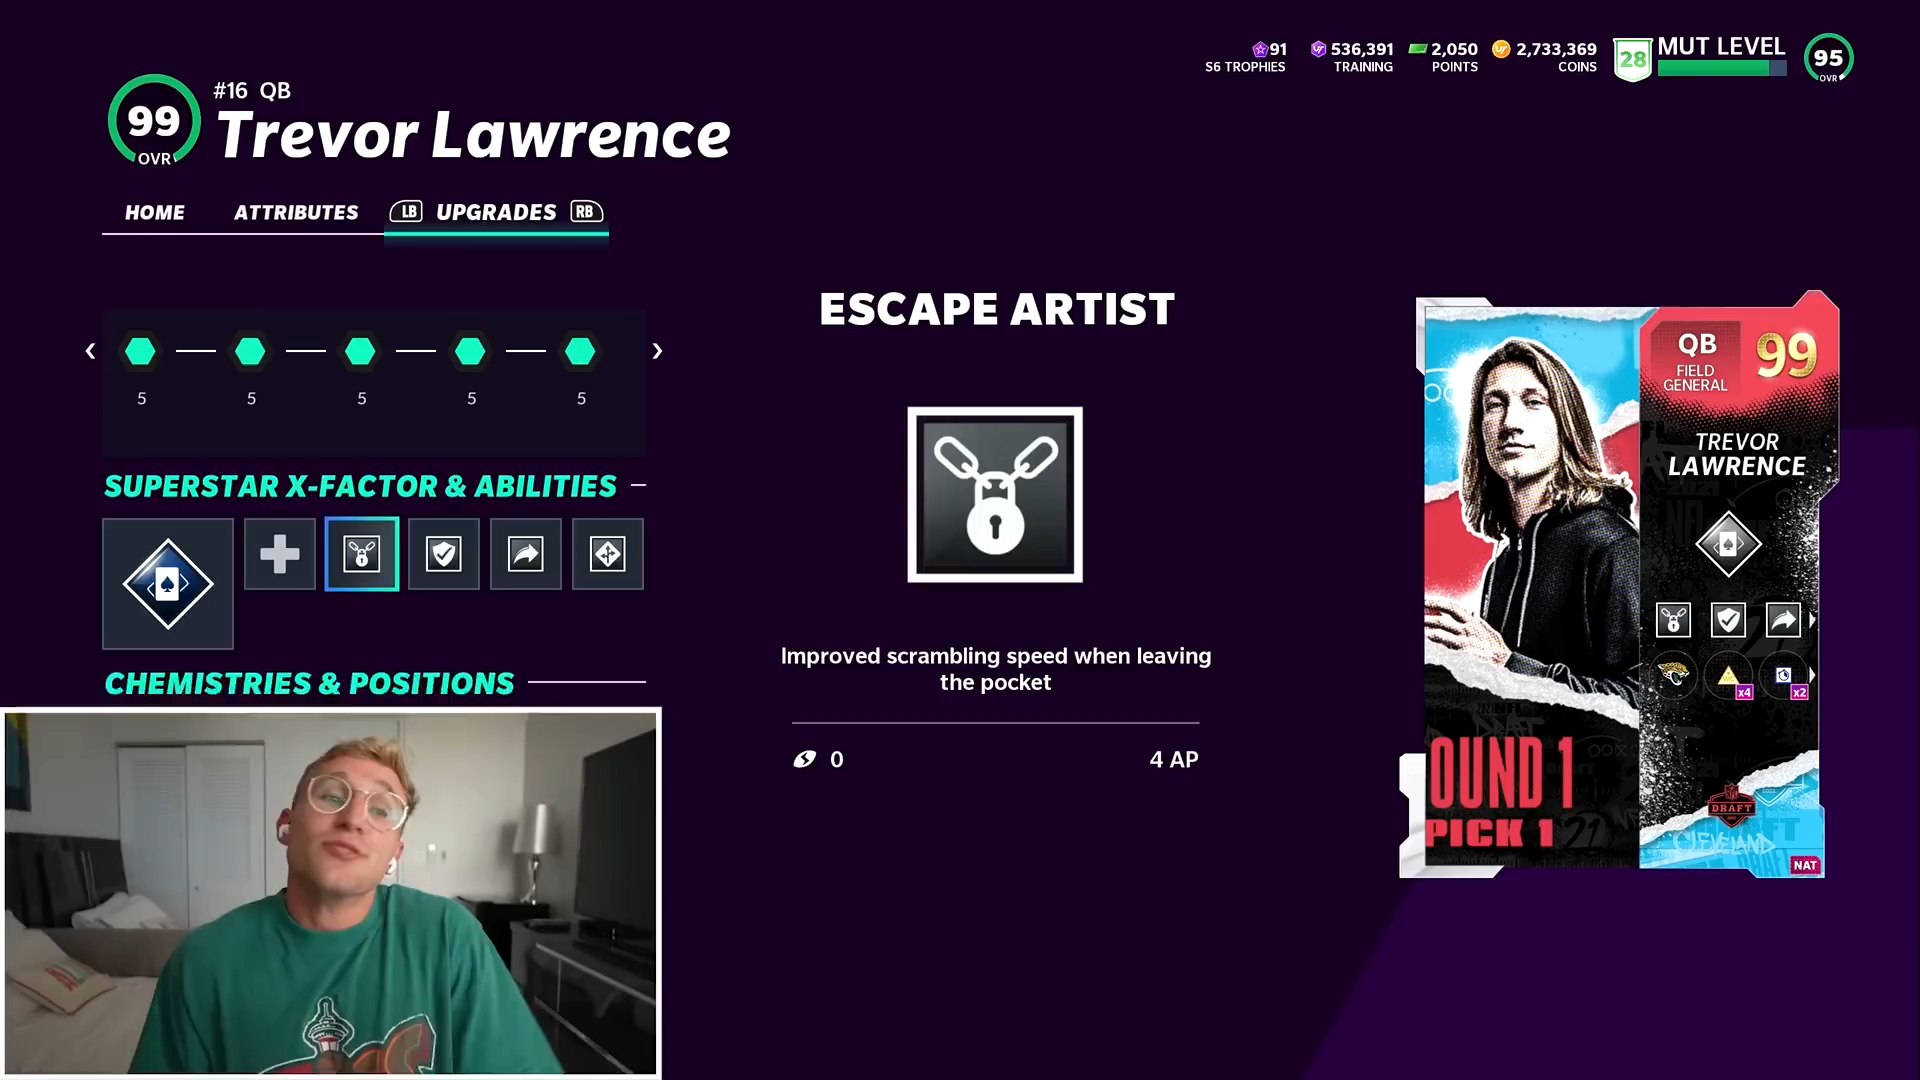 91
S6 TROPHIES
536,391
TRAINING
2,050
POINTS
2,733,369
COINS
28
MUT LEVEL
95
OVR
99
OVR
#16 QB
Trevor Lawrence
HOME
ATTRIBUTES
LB
UPGRADES
RB
5
5
5
5
5
SUPERSTAR X-FACTOR & ABILITIES
CHEMISTRIES & POSITIONS
ESCAPE ARTIST
Improved scrambling speed when leaving
the pocket
0
4 AP
QB
FIELD
GENERAL
99
TREVOR
LAWRENCE
x4
x2
OUND 1
PICK 1
DRAFT
CLEVELAND
NAT